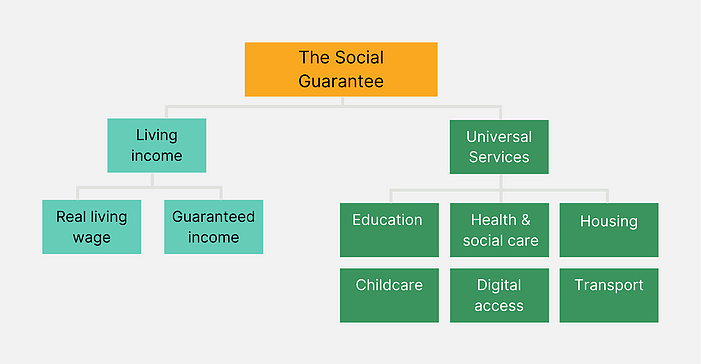 The Social
Guarantee
Living
income
Universal
Services
Real living
wage
Guaranteed
income
Education
Health &
social care
Housing
Childcare
Digital
access
Transport